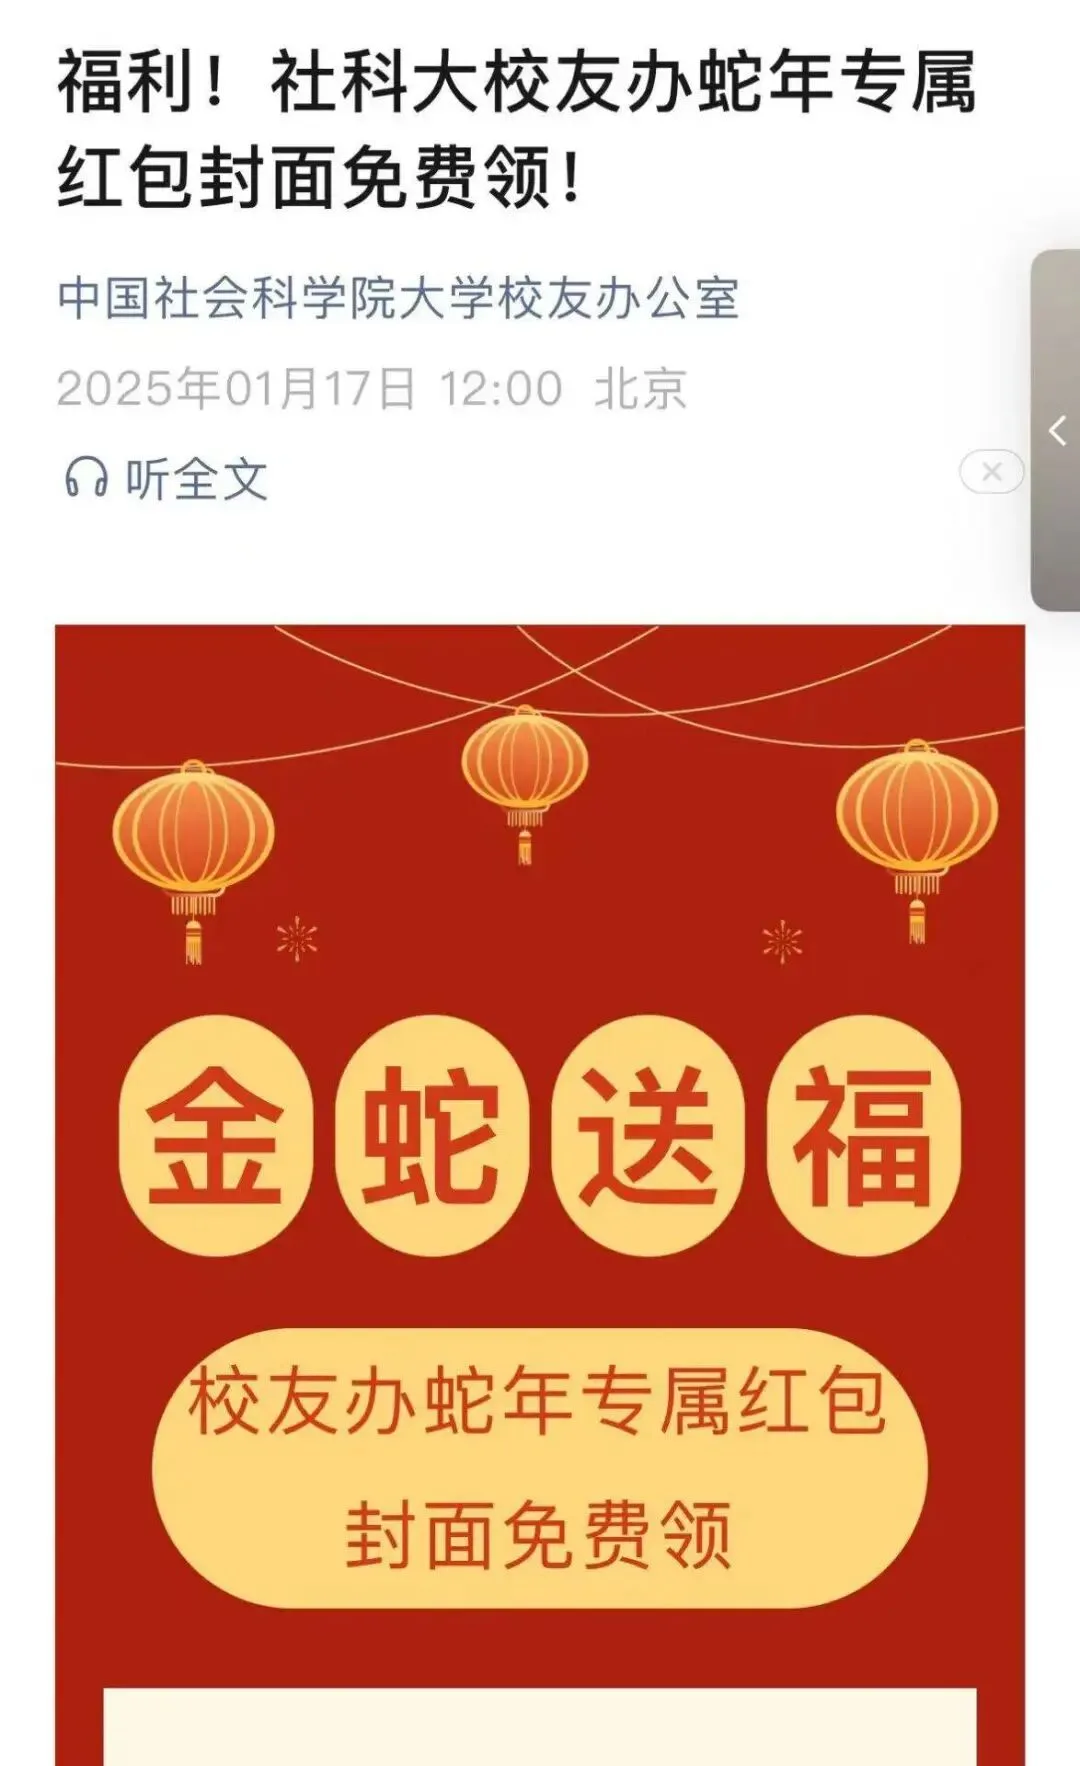 福利！社科大校友办蛇年专属
红包封面免费领！
中国社会科学院大学校友办公室
2025年01月17日 12:00 北京
听全文
金蛇送福
校友办蛇年专属红包
封面免费领